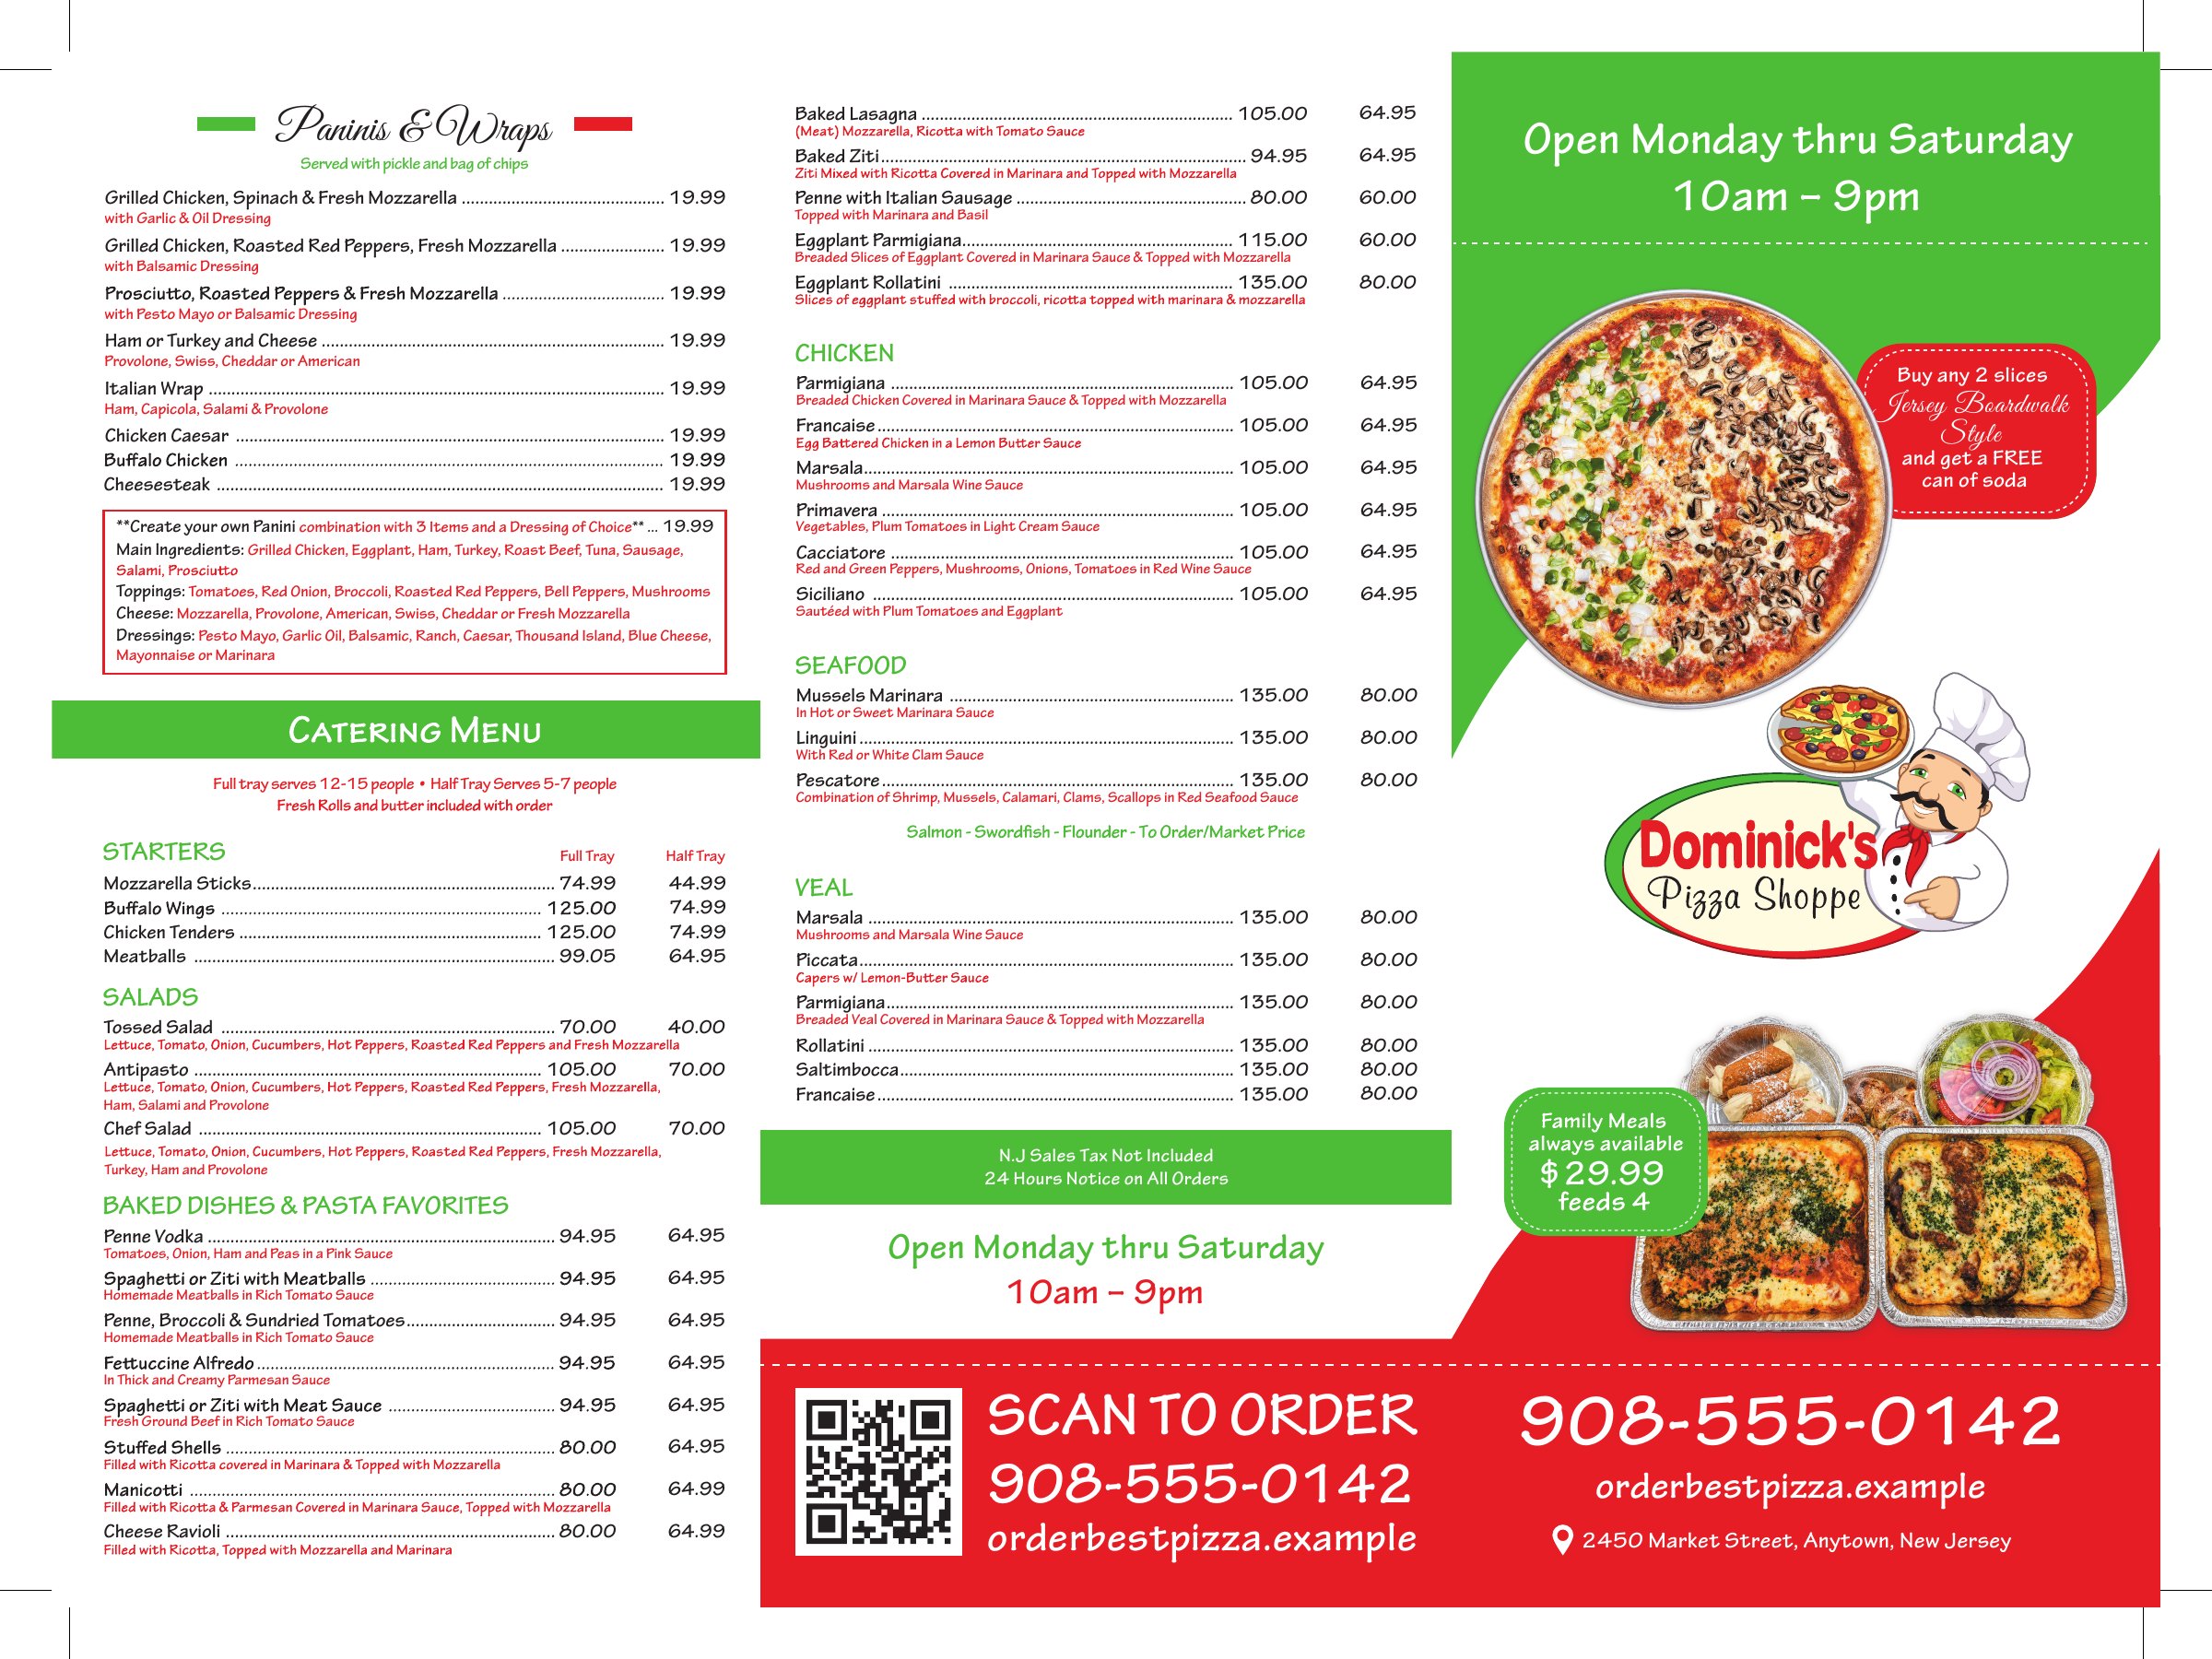 Paninis & Wraps
Served with pickle and bag of chips
Grilled Chicken, Spinach & Fresh Mozzarella ........ 19.99
with Garlic & Oil Dressing
Grilled Chicken, Roasted Red Peppers, Fresh Mozzarella ........ 19.99
with Balsamic Dressing
Prosciutto, Roasted Peppers & Fresh Mozzarella ........ 19.99
with Pesto Mayo or Balsamic Dressing
Ham or Turkey and Cheese ........ 19.99
Provolone, Swiss, Cheddar or American
Italian Wrap ........ 19.99
Ham, Capicola, Salami & Provolone
Chicken Caesar ........ 19.99
Buffalo Chicken ........ 19.99
Cheesesteak ........ 19.99
**Create your own Panini combination with 3 Items and a Dressing of Choice** ... 19.99
Main Ingredients: Grilled Chicken, Eggplant, Ham, Turkey, Roast Beef, Tuna, Sausage,
Salami, Prosciutto
Toppings: Tomatoes, Red Onion, Broccoli, Roasted Red Peppers, Bell Peppers, Mushrooms
Cheese: Mozzarella, Provolone, American, Swiss, Cheddar or Fresh Mozzarella
Dressings: Pesto Mayo, Garlic Oil, Balsamic, Ranch, Caesar, Thousand Island, Blue Cheese,
Mayonnaise or Marinara
Catering Menu
Full tray serves 12-15 people • Half Tray Serves 5-7 people
Fresh Rolls and butter included with order
STARTERS Full Tray Half Tray
Mozzarella Sticks ........ 74.99 44.99
Buffalo Wings ........ 125.00 74.99
Chicken Tenders ........ 125.00 74.99
Meatballs ........ 99.05 64.95
SALADS
Tossed Salad ........ 70.00 40.00
Lettuce, Tomato, Onion, Cucumbers, Hot Peppers, Roasted Red Peppers and Fresh Mozzarella
Antipasto ........ 105.00 70.00
Lettuce, Tomato, Onion, Cucumbers, Hot Peppers, Roasted Red Peppers, Fresh Mozzarella,
Ham, Salami and Provolone
Chef Salad ........ 105.00 70.00
Lettuce, Tomato, Onion, Cucumbers, Hot Peppers, Roasted Red Peppers, Fresh Mozzarella,
Turkey, Ham and Provolone
BAKED DISHES & PASTA FAVORITES
Penne Vodka ........ 94.95 64.95
Tomatoes, Onion, Ham and Peas in a Pink Sauce
Spaghetti or Ziti with Meatballs ........ 94.95 64.95
Homemade Meatballs in Rich Tomato Sauce
Penne, Broccoli & Sundried Tomatoes ........ 94.95 64.95
Homemade Meatballs in Rich Tomato Sauce
Fettuccine Alfredo ........ 94.95 64.95
In Thick and Creamy Parmesan Sauce
Spaghetti or Ziti with Meat Sauce ........ 94.95 64.95
Fresh Ground Beef in Rich Tomato Sauce
Stuffed Shells ........ 80.00 64.95
Filled with Ricotta covered in Marinara & Topped with Mozzarella
Manicotti ........ 80.00 64.99
Filled with Ricotta & Parmesan Covered in Marinara Sauce, Topped with Mozzarella
Cheese Ravioli ........ 80.00 64.99
Filled with Ricotta, Topped with Mozzarella and Marinara
Baked Lasagna ........ 105.00 64.95
(Meat) Mozzarella, Ricotta with Tomato Sauce
Baked Ziti ........ 94.95 64.95
Ziti Mixed with Ricotta Covered in Marinara and Topped with Mozzarella
Penne with Italian Sausage ........ 80.00 60.00
Topped with Marinara and Basil
Eggplant Parmigiana ........ 115.00 60.00
Breaded Slices of Eggplant Covered in Marinara Sauce & Topped with Mozzarella
Eggplant Rollatini ........ 135.00 80.00
Slices of eggplant stuffed with broccoli, ricotta topped with marinara & mozzarella
CHICKEN
Parmigiana ........ 105.00 64.95
Breaded Chicken Covered in Marinara Sauce & Topped with Mozzarella
Francaise ........ 105.00 64.95
Egg Battered Chicken in a Lemon Butter Sauce
Marsala ........ 105.00 64.95
Mushrooms and Marsala Wine Sauce
Primavera ........ 105.00 64.95
Vegetables, Plum Tomatoes in Light Cream Sauce
Cacciatore ........ 105.00 64.95
Red and Green Peppers, Mushrooms, Onions, Tomatoes in Red Wine Sauce
Siciliano ........ 105.00 64.95
Sautéed with Plum Tomatoes and Eggplant
SEAFOOD
Mussels Marinara ........ 135.00 80.00
In Hot or Sweet Marinara Sauce
Linguini ........ 135.00 80.00
With Red or White Clam Sauce
Pescatore ........ 135.00 80.00
Combination of Shrimp, Mussels, Calamari, Clams, Scallops in Red Seafood Sauce
Salmon - Swordfish - Flounder - To Order/Market Price
VEAL
Marsala ........ 135.00 80.00
Mushrooms and Marsala Wine Sauce
Piccata ........ 135.00 80.00
Capers w/ Lemon-Butter Sauce
Parmigiana ........ 135.00 80.00
Breaded Veal Covered in Marinara Sauce & Topped with Mozzarella
Rollatini ........ 135.00 80.00
Saltimbocca ........ 135.00 80.00
Francaise ........ 135.00 80.00
N.J Sales Tax Not Included
24 Hours Notice on All Orders
Open Monday thru Saturday
10am – 9pm
SCAN TO ORDER
908-555-0142
orderbestpizza.example
Open Monday thru Saturday
10am – 9pm
Buy any 2 slices
Jersey Boardwalk
Style
and get a FREE
can of soda
Dominick's
Pizza Shoppe
Family Meals
always available
$29.99
feeds 4
908-555-0142
orderbestpizza.example
2450 Market Street, Anytown, New Jersey